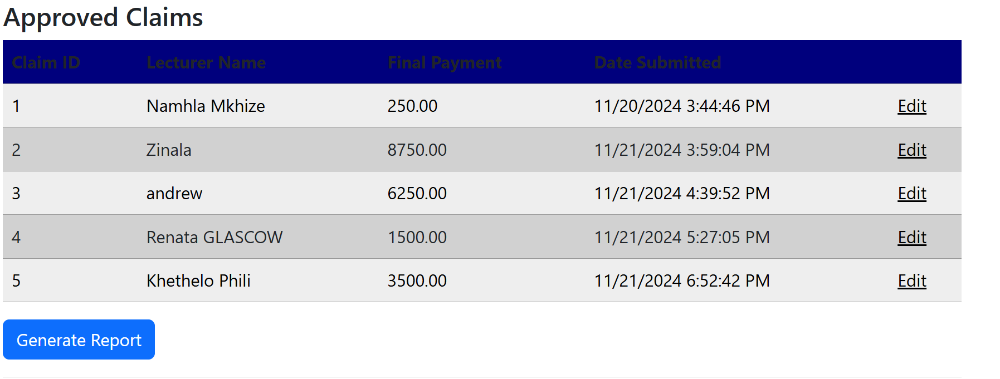 Approved Claims
Claim ID Lecturer Name Final Payment Date Submitted
1 Namhla Mkhize 250.00 11/20/2024 3:44:46 PM Edit
2 Zinala 8750.00 11/21/2024 3:59:04 PM Edit
3 andrew 6250.00 11/21/2024 4:39:52 PM Edit
4 Renata GLASCOW 1500.00 11/21/2024 5:27:05 PM Edit
5 Khethelo Phili 3500.00 11/21/2024 6:52:42 PM Edit
Generate Report